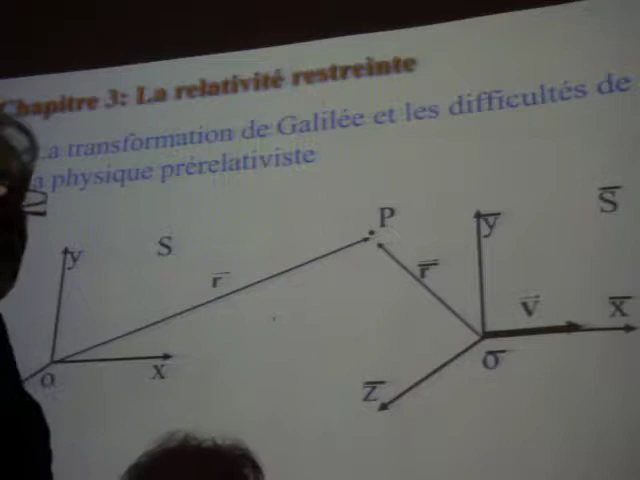 Chapitre 3: La relativité restreinte
La transformation de Galilée et les difficultés de
la physique prérelativiste
P
S̅
y
S
y̅
r⃗
r̅⃗
v⃗
x̅
o
x
z̅
o̅